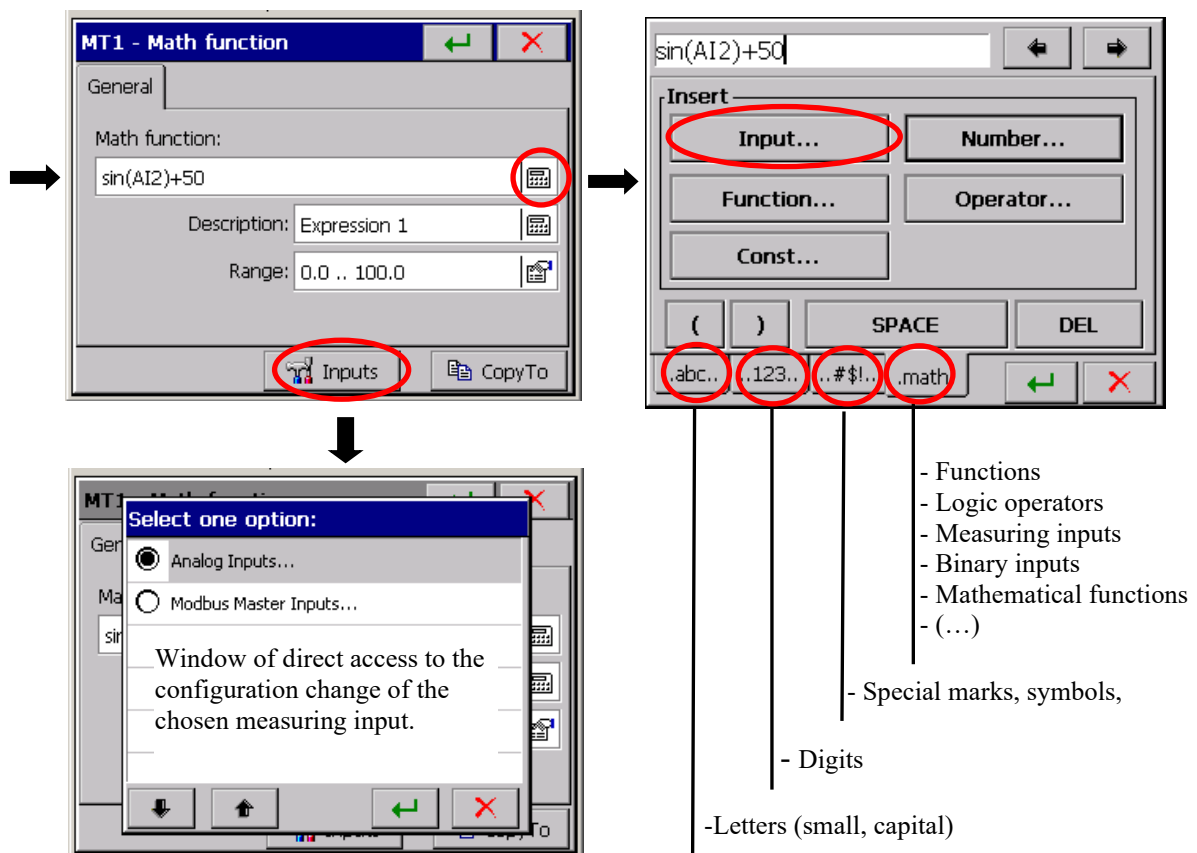 MT1 - Math function
General
Math function:
sin(AI2)+50
Description: Expression 1
Range: 0.0 .. 100.0
Inputs
CopyTo
sin(AI2)+50
Insert
Input...
Number...
Function...
Operator...
Const...
( ) SPACE DEL
.abc.. ..123.. ..#$!.. .math
- Functions
- Logic operators
- Measuring inputs
- Binary inputs
- Mathematical functions
- (…)
- Special marks, symbols,
- Digits
-Letters (small, capital)
MT1
Select one option:
Ger
Analog Inputs...
Ma
Modbus Master Inputs...
sin
Window of direct access to the
configuration change of the
chosen measuring input.